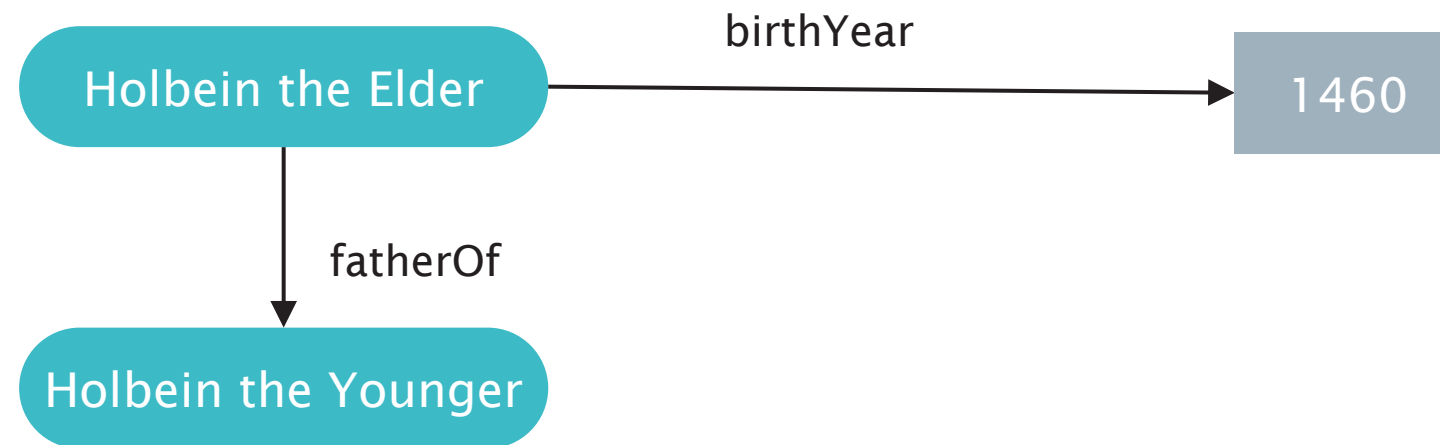 birthYear
Holbein the Elder
1460
fatherOf
Holbein the Younger